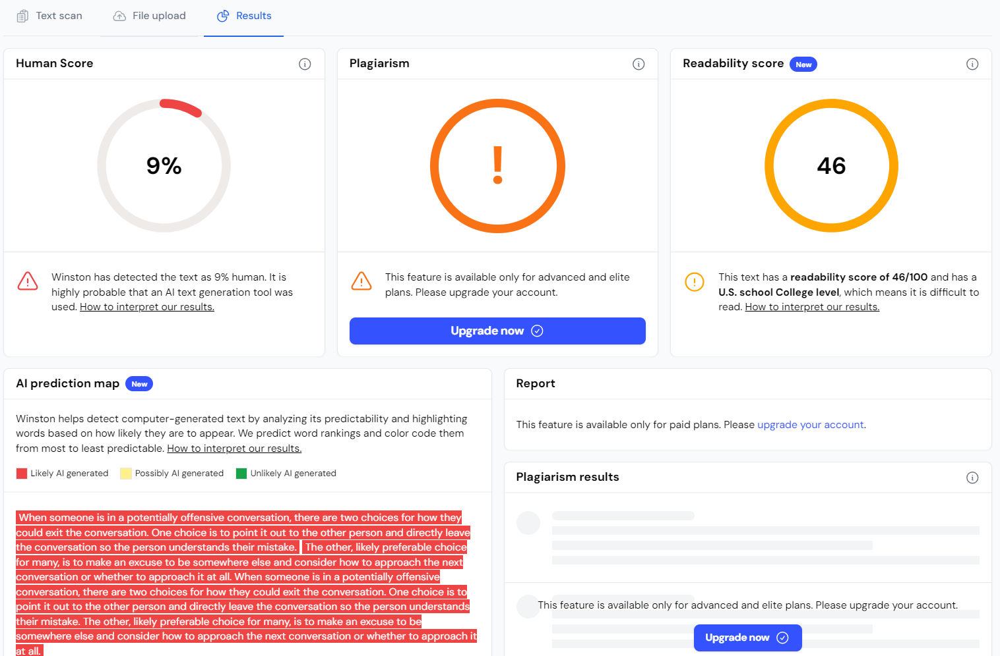 Text scan
File upload
Results
Human Score
9%
Winston has detected the text as 9% human. It is
highly probable that an AI text generation tool was
used. How to interpret our results.
Plagiarism
!
This feature is available only for advanced and elite
plans. Please upgrade your account.
Upgrade now
Readability score New
46
This text has a readability score of 46/100 and has a
U.S. school College level, which means it is difficult to
read. How to interpret our results.
AI prediction map New
Winston helps detect computer-generated text by analyzing its predictability and highlighting
words based on how likely they are to appear. We predict word rankings and color code them
from most to least predictable. How to interpret our results.
Likely AI generated
Possibly AI generated
Unlikely AI generated
When someone is in a potentially offensive conversation, there are two choices for how they
could exit the conversation. One choice is to point it out to the other person and directly leave
the conversation so the person understands their mistake. The other, likely preferable choice
for many, is to make an excuse to be somewhere else and consider how to approach the next
conversation or whether to approach it at all. When someone is in a potentially offensive
conversation, there are two choices for how they could exit the conversation. One choice is to
point it out to the other person and directly leave the conversation so the person understands
their mistake. The other, likely preferable choice for many, is to make an excuse to be
somewhere else and consider how to approach the next conversation or whether to approach it
at all.
Report
This feature is available only for paid plans. Please upgrade your account.
Plagiarism results
This feature is available only for advanced and elite plans. Please upgrade your account.
Upgrade now